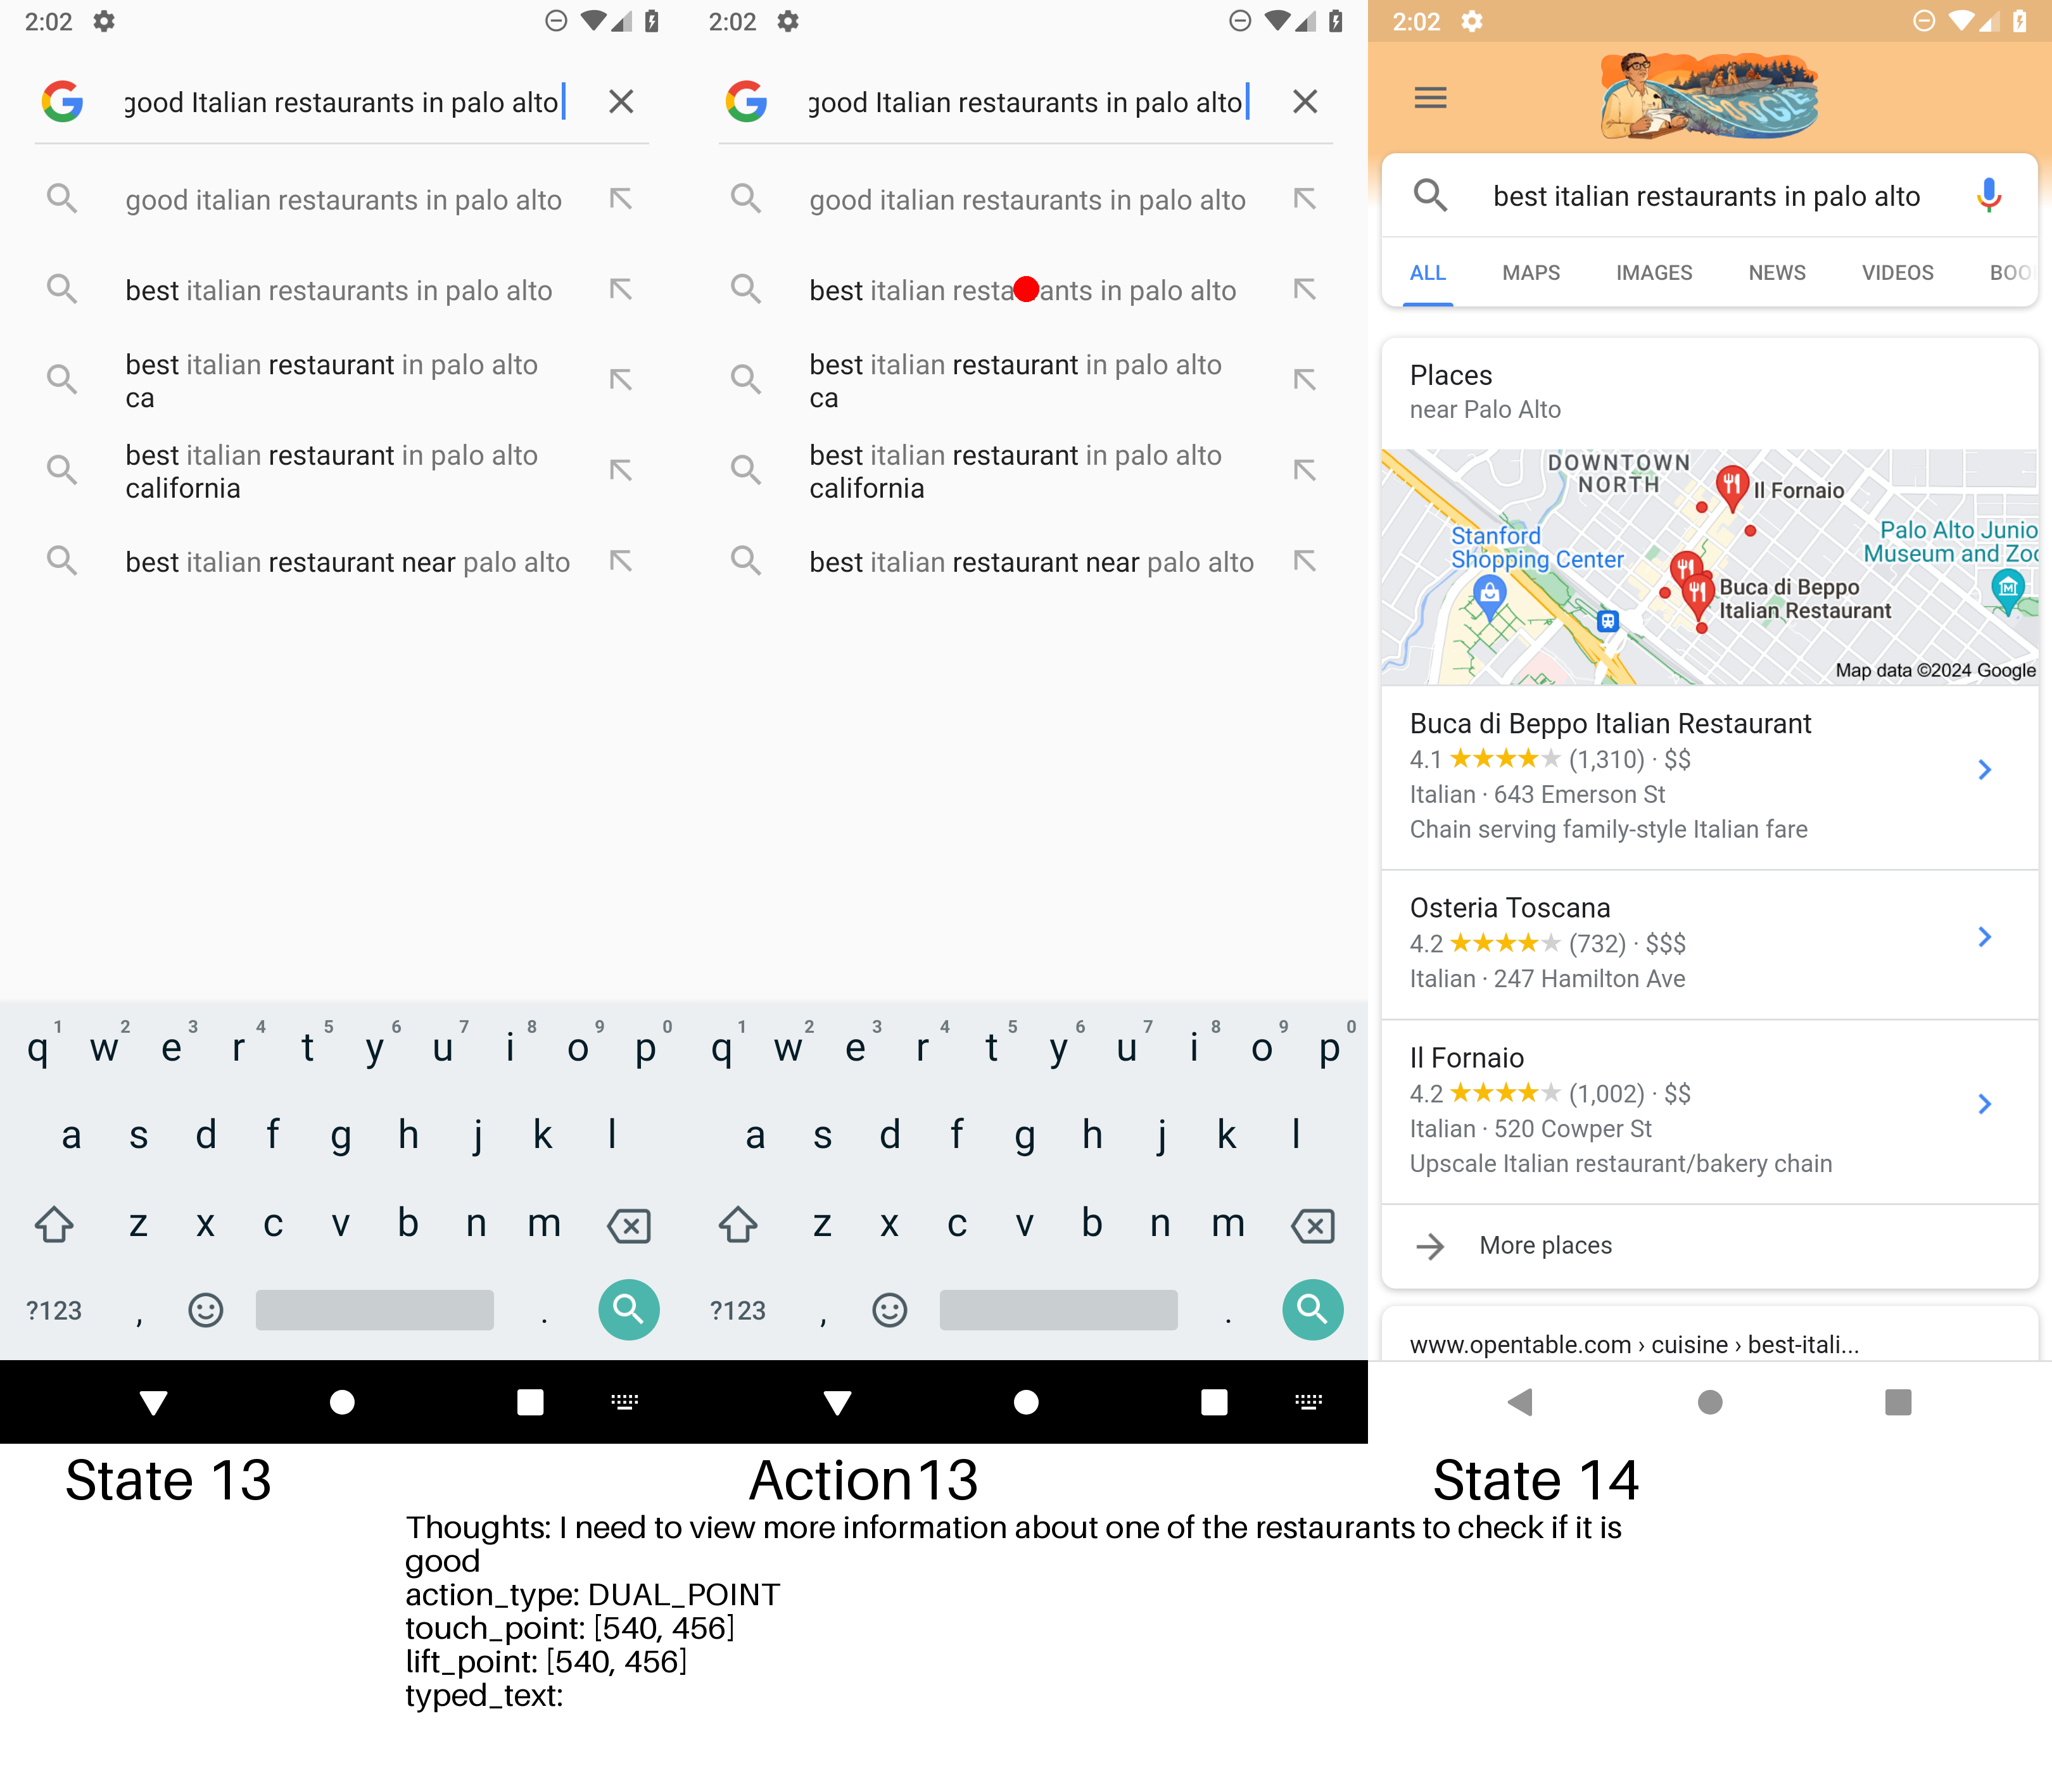 2:02
good Italian restaurants in palo alto
good italian restaurants in palo alto
best italian restaurants in palo alto
best italian restaurant in palo alto
ca
best italian restaurant in palo alto
california
best italian restaurant near palo alto
1 2 3 4 5 6 7 8 9 0
q w e r t y u i o p
a s d f g h j k l
z x c v b n m
?123 , .
State 13
2:02
good Italian restaurants in palo alto
good italian restaurants in palo alto
best italian resta ants in palo alto
best italian restaurant in palo alto
ca
best italian restaurant in palo alto
california
best italian restaurant near palo alto
1 2 3 4 5 6 7 8 9 0
q w e r t y u i o p
a s d f g h j k l
z x c v b n m
?123 , .
Action13
2:02
GOOGLE
best italian restaurants in palo alto
ALL MAPS IMAGES NEWS VIDEOS BOO
Places
near Palo Alto
DOWNTOWN
NORTH
Il Fornaio
Stanford
Shopping Center
Palo Alto Junio
Museum and Zoo
Buca di Beppo
Italian Restaurant
Map data ©2024 Google
Buca di Beppo Italian Restaurant
4.1 ★★★★★ (1,310) · $$
Italian · 643 Emerson St
Chain serving family-style Italian fare
Osteria Toscana
4.2 ★★★★★ (732) · $$$
Italian · 247 Hamilton Ave
Il Fornaio
4.2 ★★★★★ (1,002) · $$
Italian · 520 Cowper St
Upscale Italian restaurant/bakery chain
More places
www.opentable.com › cuisine › best-itali...
State 14
Thoughts: I need to view more information about one of the restaurants to check if it is
good
action_type: DUAL_POINT
touch_point: [540, 456]
lift_point: [540, 456]
typed_text: